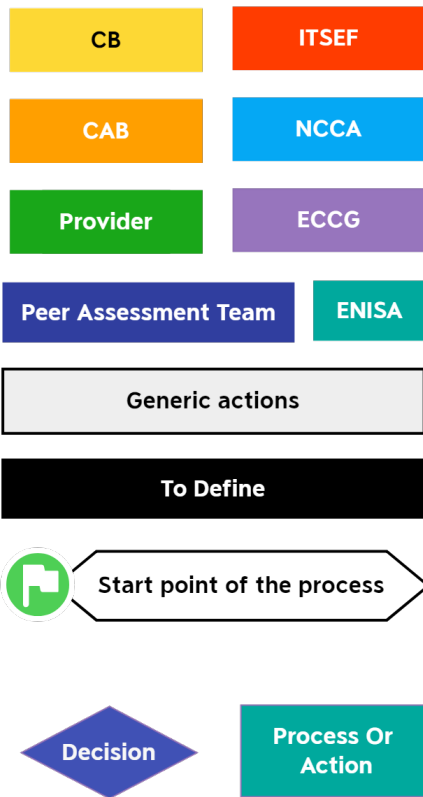 CB
ITSEF
CAB
NCCA
Provider
ECCG
Peer Assessment Team
ENISA
Generic actions
To Define
Start point of the process
Decision
Process Or
Action